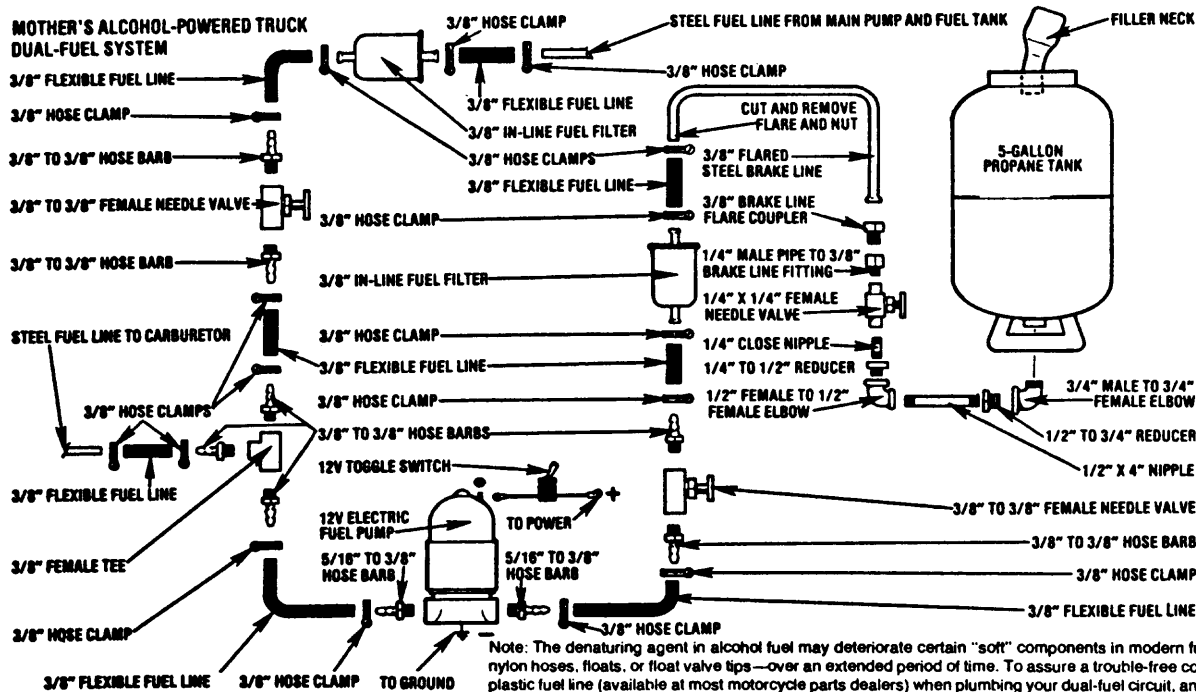 MOTHER'S ALCOHOL-POWERED TRUCK
DUAL-FUEL SYSTEM
3/8" HOSE CLAMP
STEEL FUEL LINE FROM MAIN PUMP AND FUEL TANK
FILLER NECK
3/8" FLEXIBLE FUEL LINE
3/8" HOSE CLAMP
3/8" FLEXIBLE FUEL LINE
CUT AND REMOVE
FLARE AND NUT
3/8" HOSE CLAMP
3/8" IN-LINE FUEL FILTER
3/8" TO 3/8" HOSE BARB
3/8" HOSE CLAMPS
3/8" FLARED
STEEL BRAKE LINE
5-GALLON
PROPANE TANK
3/8" FLEXIBLE FUEL LINE
3/8" TO 3/8" FEMALE NEEDLE VALVE
3/8" HOSE CLAMP
3/8" BRAKE LINE
FLARE COUPLER
3/8" TO 3/8" HOSE BARB
3/8" IN-LINE FUEL FILTER
1/4" MALE PIPE TO 3/8"
BRAKE LINE FITTING
1/4" X 1/4" FEMALE
NEEDLE VALVE
STEEL FUEL LINE TO CARBURETOR
3/8" HOSE CLAMP
1/4" CLOSE NIPPLE
3/8" FLEXIBLE FUEL LINE
1/4" TO 1/2" REDUCER
3/8" HOSE CLAMPS
3/8" HOSE CLAMP
1/2" FEMALE TO 1/2"
FEMALE ELBOW
3/4" MALE TO 3/4"
FEMALE ELBOW
3/8" TO 3/8" HOSE BARBS
1/2" TO 3/4" REDUCER
12V TOGGLE SWITCH
1/2" X 4" NIPPLE
3/8" FLEXIBLE FUEL LINE
+
TO POWER
3/8" TO 3/8" FEMALE NEEDLE VALVE
12V ELECTRIC
FUEL PUMP
3/8" TO 3/8" HOSE BARB
3/8" FEMALE TEE
5/16" TO 3/8"
HOSE BARB
5/16" TO 3/8"
HOSE BARB
3/8" HOSE CLAMP
3/8" FLEXIBLE FUEL LINE
3/8" HOSE CLAMP
3/8" HOSE CLAMP
−
3/8" FLEXIBLE FUEL LINE
3/8" HOSE CLAMP
TO GROUND
Note: The denaturing agent in alcohol fuel may deteriorate certain "soft" components in modern f
nylon hoses, floats, or float valve tips—over an extended period of time. To assure a trouble-free co
plastic fuel line (available at most motorcycle parts dealers) when plumbing your dual-fuel circuit, an